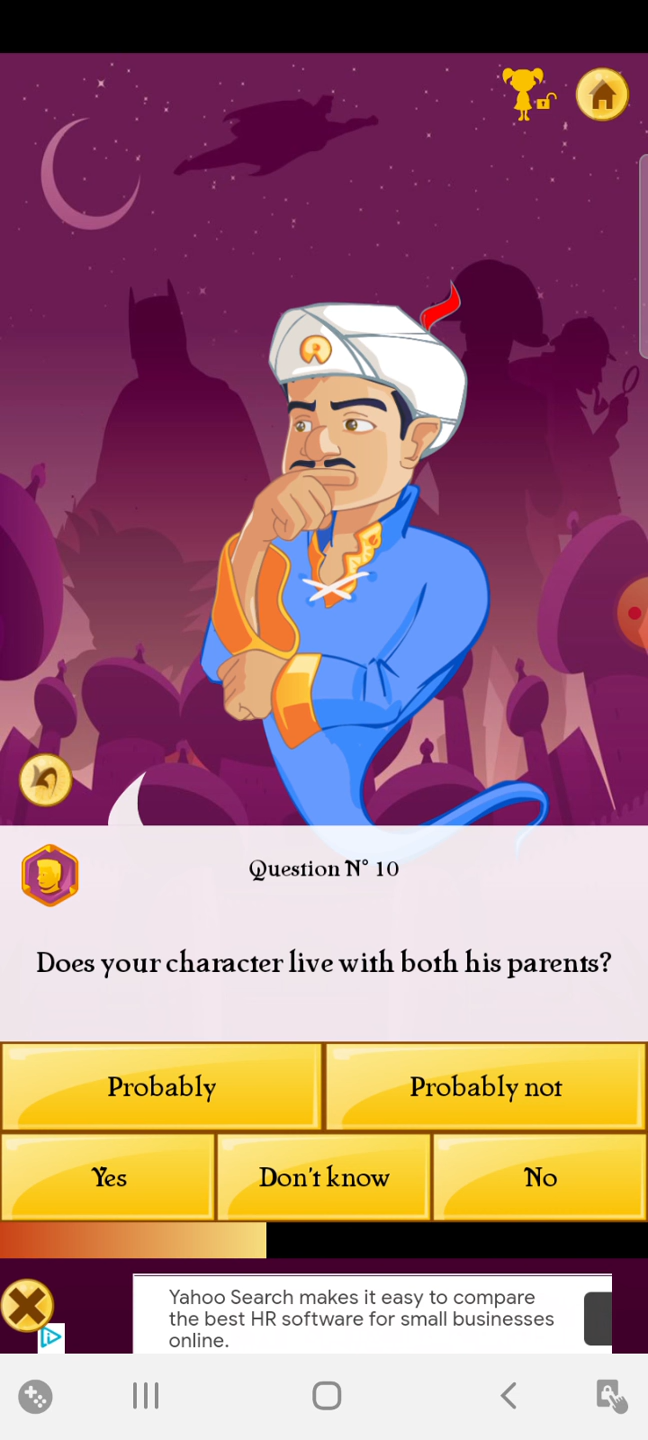 Question N° 10
Does your character live with both his parents?
Probably
Probably not
Yes
Don't know
No
Yahoo Search makes it easy to compare
the best HR software for small businesses
online.